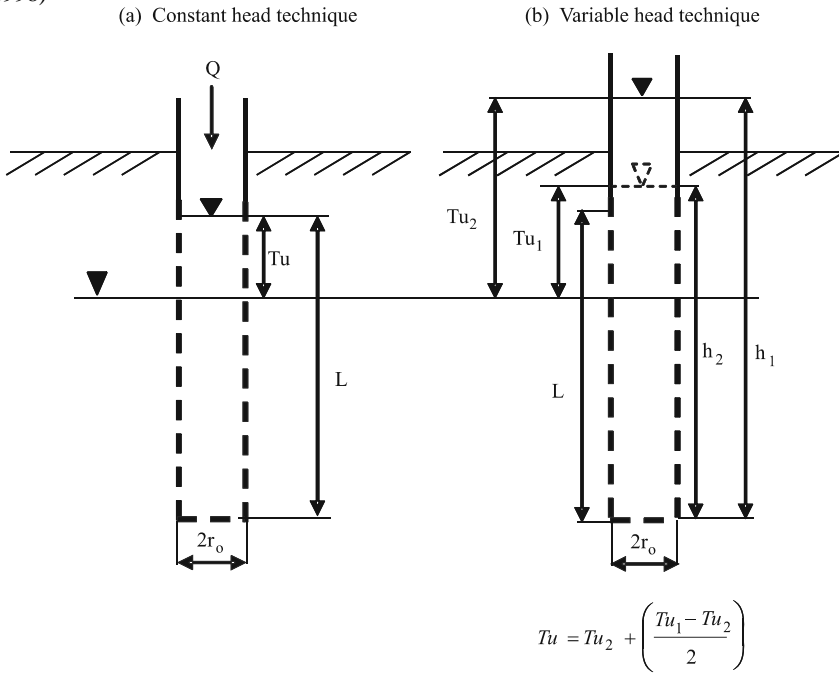 (a) Constant head technique
(b) Variable head technique
Q
Tu
L
2r₀
Tu₂
Tu₁
L
h₂
h₁
2r₀
Tu = Tu₂ + ((Tu₁ – Tu₂) / 2)